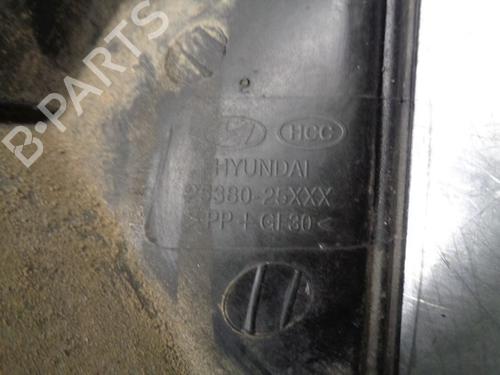 2
HCC
HYUNDAI
25380-25XXX
>PP+GF30<
B-PARTS